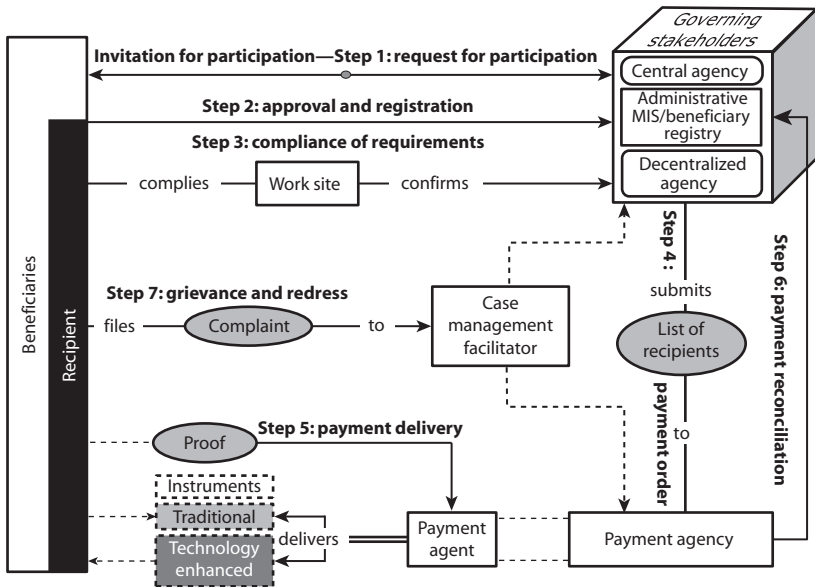 Governing
stakeholders
Invitation for participation—Step 1: request for participation
Central agency
Step 2: approval and registration
Administrative
MIS/beneficiary
registry
Step 3: compliance of requirements
complies
Work site
confirms
Decentralized
agency
Beneficiaries
Recipient
Step 4:
submits
List of
recipients
to
payment order
Step 6: payment reconciliation
Step 7: grievance and redress
files
Complaint
to
Case
management
facilitator
Step 5: payment delivery
Proof
Instruments
Traditional
Technology
enhanced
delivers
Payment
agent
Payment agency